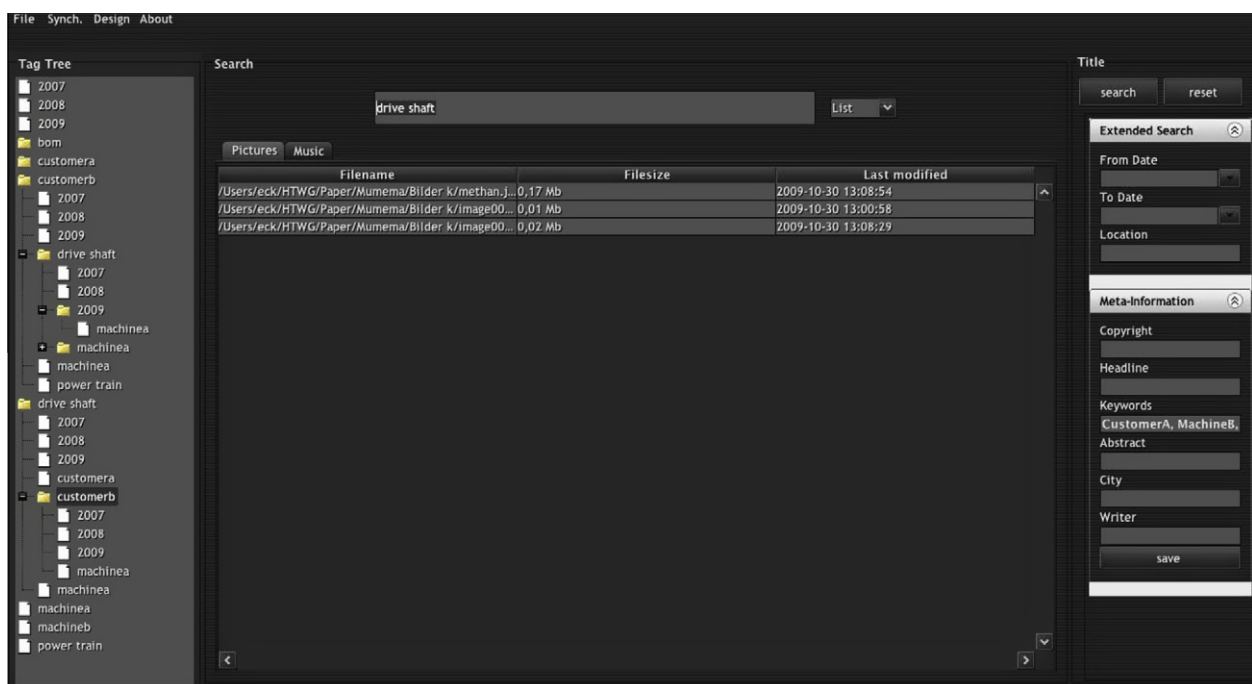 File Synch. Design About
Tag Tree
2007
2008
2009
bom
customera
customerb
2007
2008
2009
drive shaft
2007
2008
2009
machinea
machinea
machinea
power train
drive shaft
2007
2008
2009
customera
customerb
2007
2008
2009
machinea
machinea
machinea
machineb
power train
Search
drive shaft
List
Pictures Music
Filename Filesize Last modified
/Users/eck/HTWG/Paper/Mumema/Bilder k/methan.j... 0,17 Mb 2009-10-30 13:08:54
/Users/eck/HTWG/Paper/Mumema/Bilder k/image00... 0,01 Mb 2009-10-30 13:00:58
/Users/eck/HTWG/Paper/Mumema/Bilder k/image00... 0,02 Mb 2009-10-30 13:08:29
Title
search reset
Extended Search
From Date
To Date
Location
Meta-Information
Copyright
Headline
Keywords
CustomerA, MachineB,
Abstract
City
Writer
save